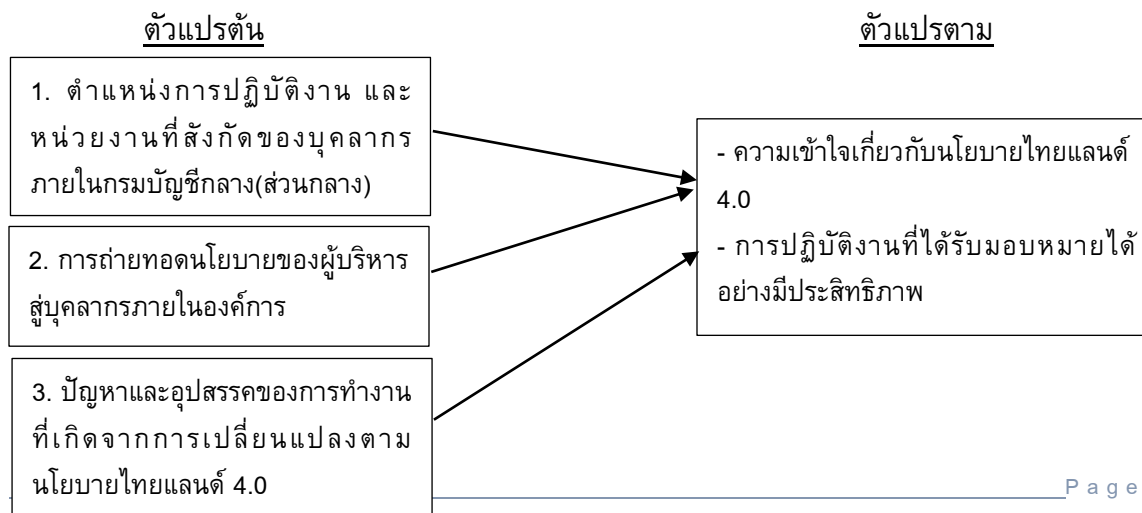 ตัวแปรต้น
ตัวแปรตาม
1. ตำแหน่งการปฏิบัติงาน และ
หน่วยงานที่สังกัดของบุคลากร
ภายในกรมบัญชีกลาง(ส่วนกลาง)
2. การถ่ายทอดนโยบายของผู้บริหาร
สู่บุคลากรภายในองค์การ
3. ปัญหาและอุปสรรคของการทำงาน
ที่เกิดจากการเปลี่ยนแปลงตาม
นโยบายไทยแลนด์ 4.0
- ความเข้าใจเกี่ยวกับนโยบายไทยแลนด์
4.0
- การปฏิบัติงานที่ได้รับมอบหมายได้
อย่างมีประสิทธิภาพ
Page